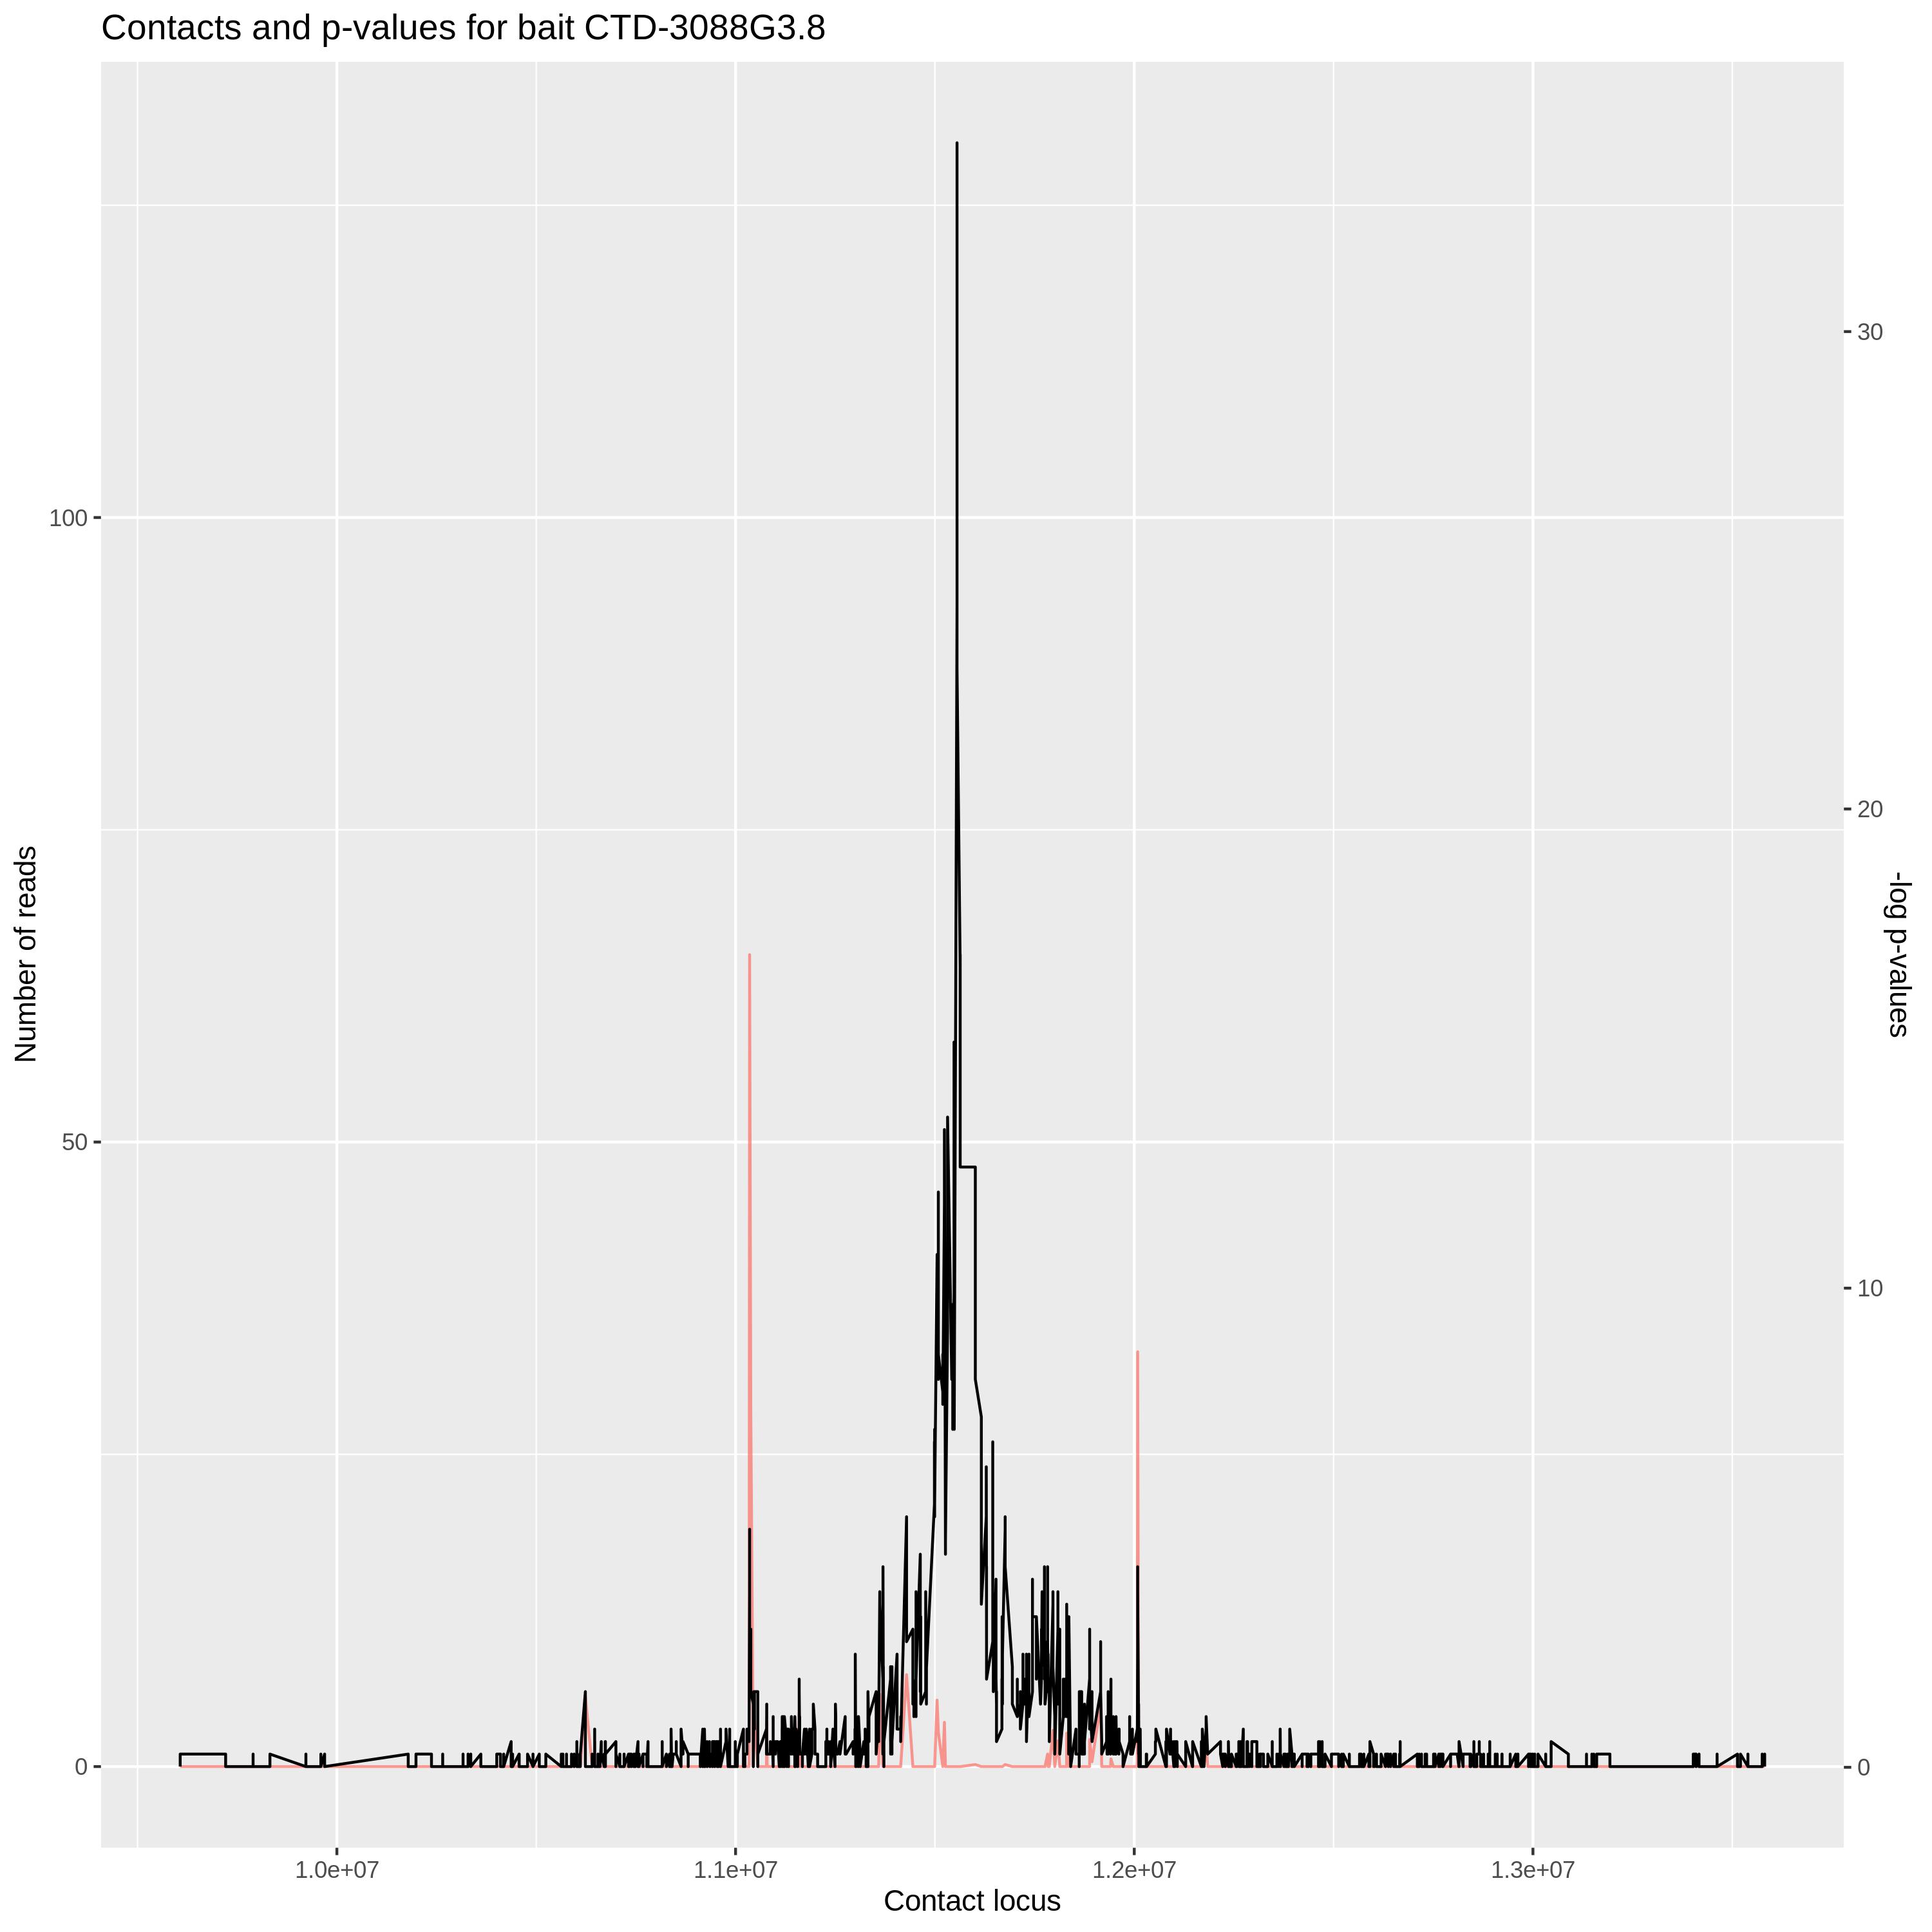 Contacts and p-values for bait CTD-3088G3.8
100
50
0
Number of reads
30
20
10
0
-log p-values
1.0e+07
1.1e+07
1.2e+07
1.3e+07
Contact locus